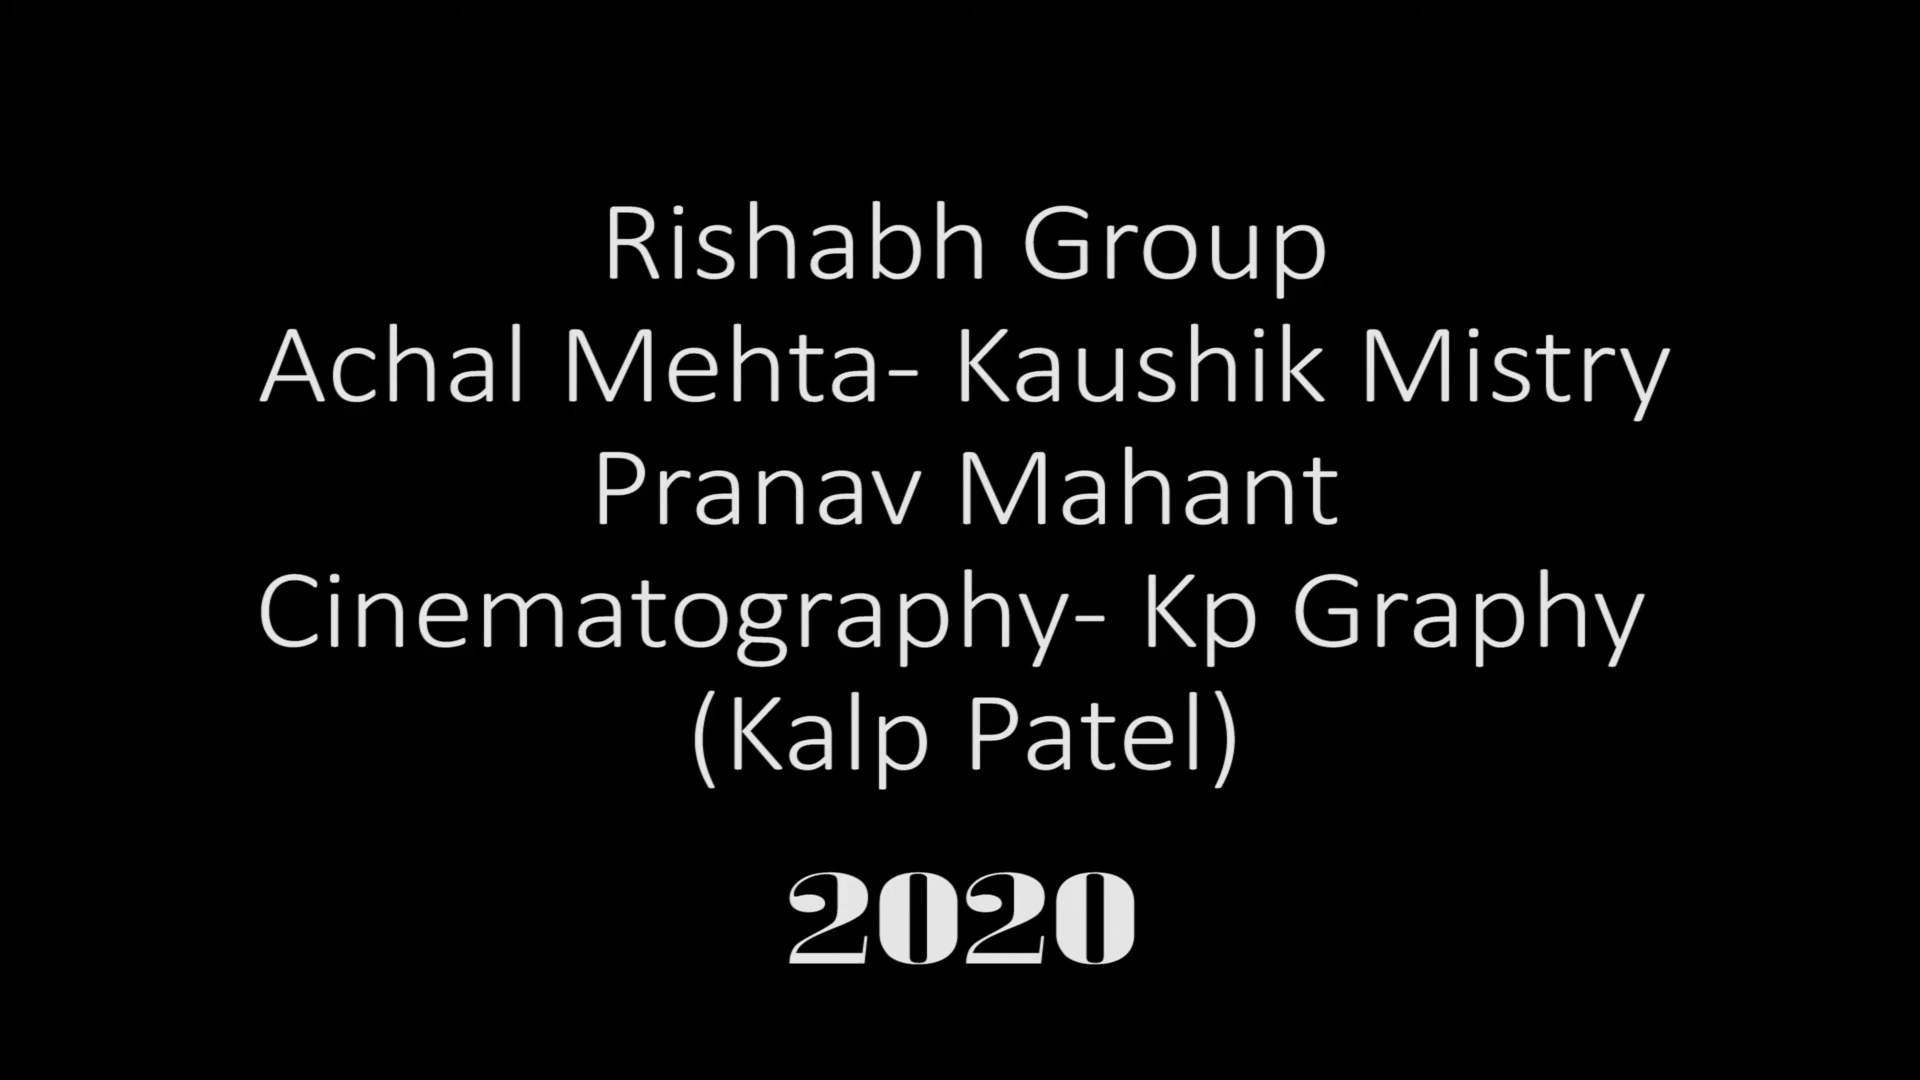 Rishabh Group
Achal Mehta- Kaushik Mistry
Pranav Mahant
Cinematography- Kp Graphy
(Kalp Patel)
2020